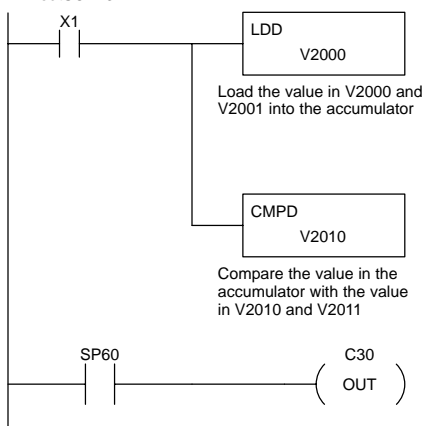 X1
LDD
V2000
Load the value in V2000 and
V2001 into the accumulator
CMPD
V2010
Compare the value in the
accumulator with the value
in V2010 and V2011
SP60
C30
OUT